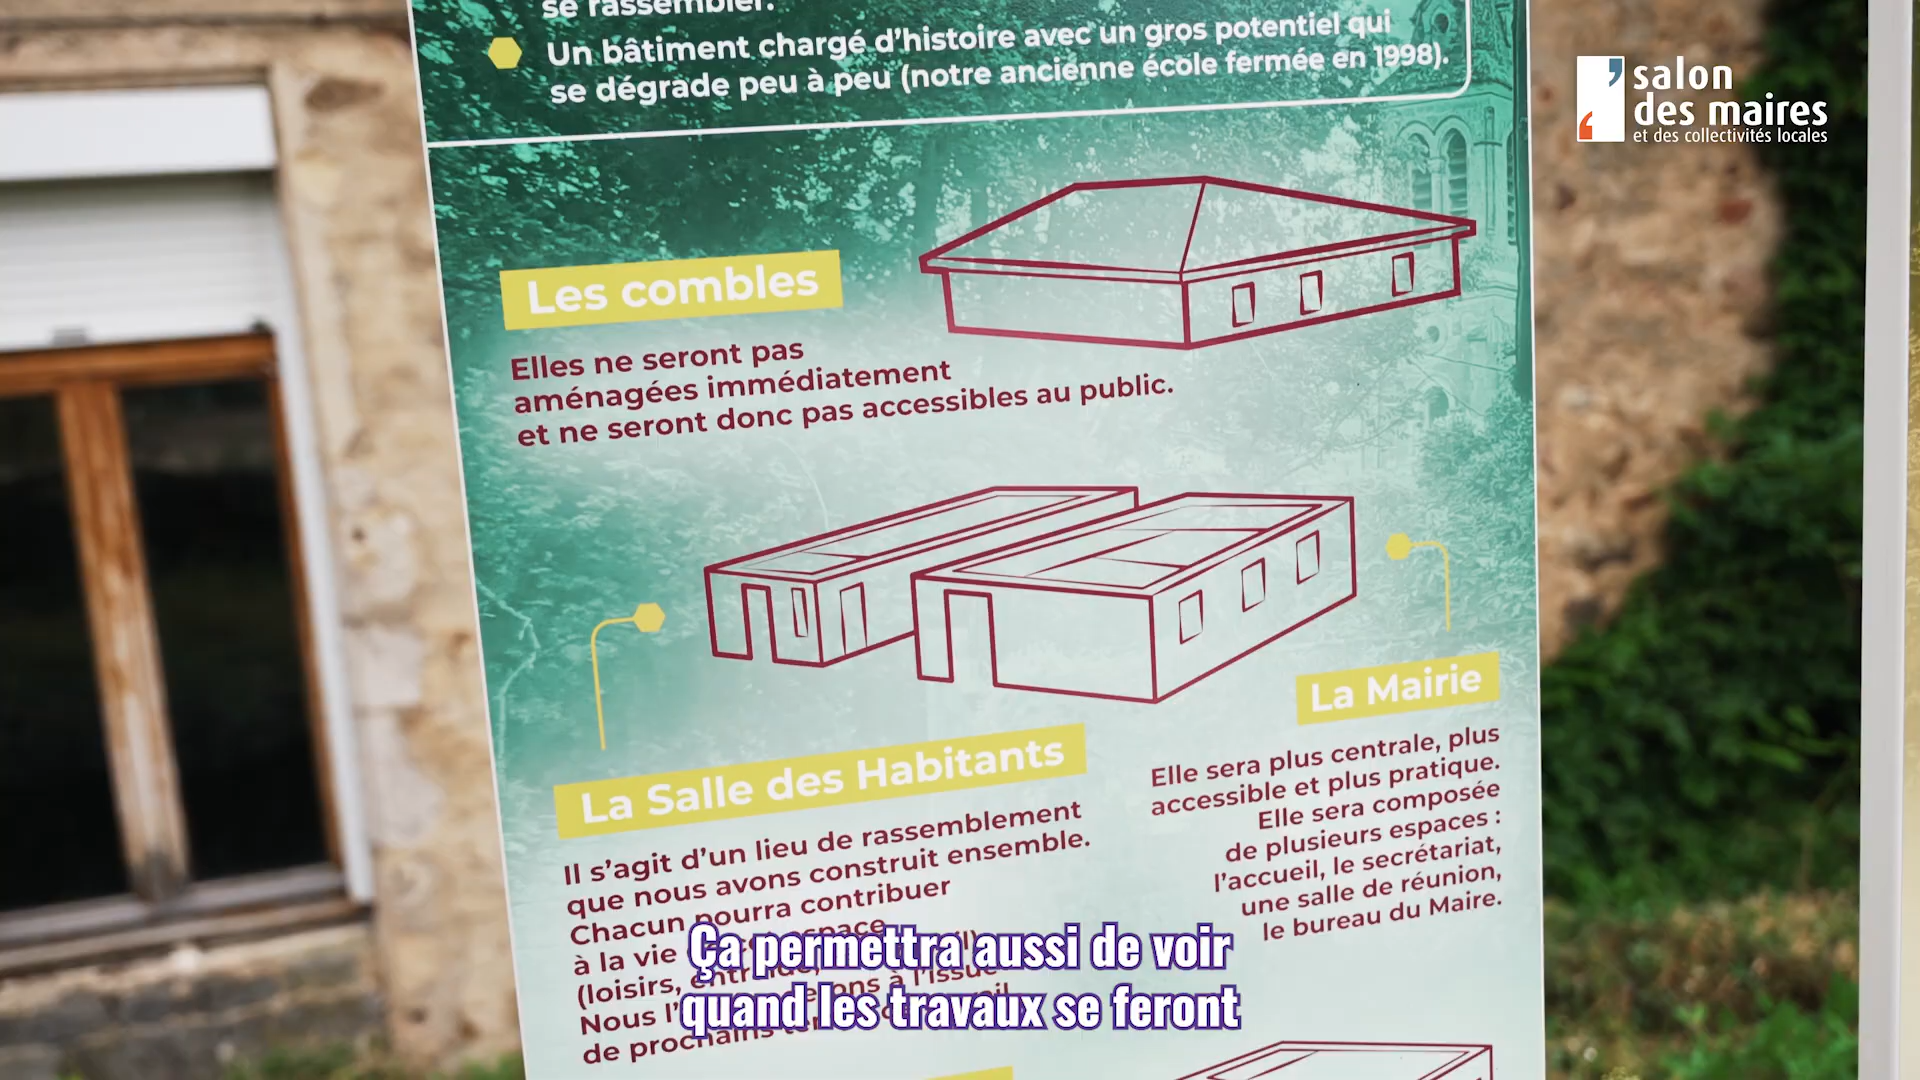 se rassembler.
Un bâtiment chargé d'histoire avec un gros potentiel qui
se dégrade peu à peu (notre ancienne école fermée en 1998).
salon
des maires
et des collectivités locales
Les combles
Elles ne seront pas
aménagées immédiatement
et ne seront donc pas accessibles au public.
La Mairie
Elle sera plus centrale, plus
accessible et plus pratique.
Elle sera composée
de plusieurs espaces :
l'accueil, le secrétariat,
une salle de réunion,
le bureau du Maire.
La Salle des Habitants
Il s'agit d'un lieu de rassemblement
que nous avons construit ensemble.
Chacun pourra contribuer
à la vie
(loisirs,
Nous
à l'issue
de prochains
Ça permettra aussi de voir
quand les travaux se feront